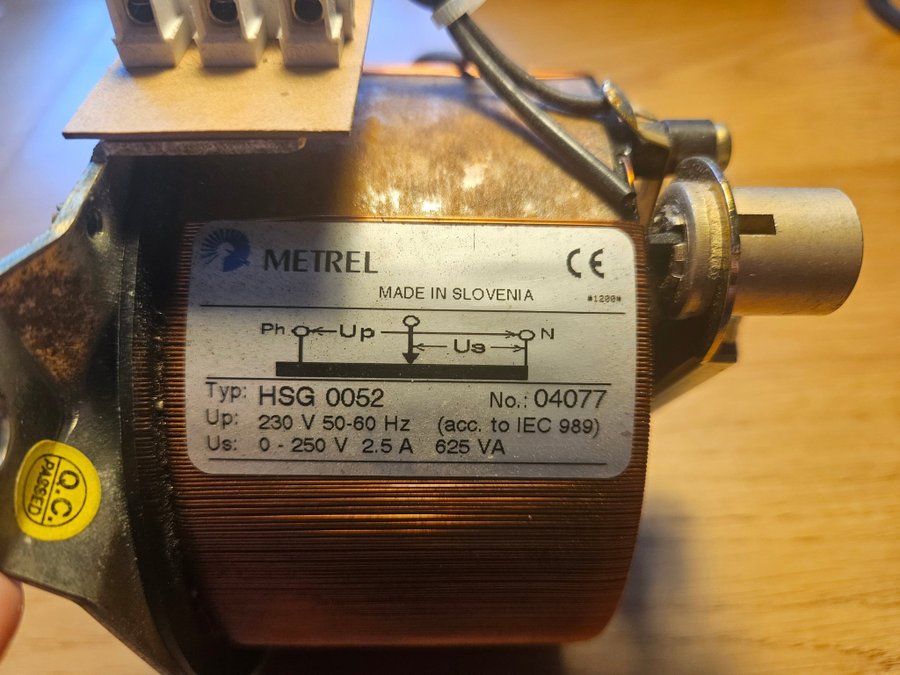 METREL CE
MADE IN SLOVENIA #1200#
Ph Up N
Us
Typ: HSG 0052 No.: 04077
Up: 230 V 50-60 Hz (acc. to IEC 989)
Us: 0 - 250 V 2.5 A 625 VA
Q.C.
PASSED